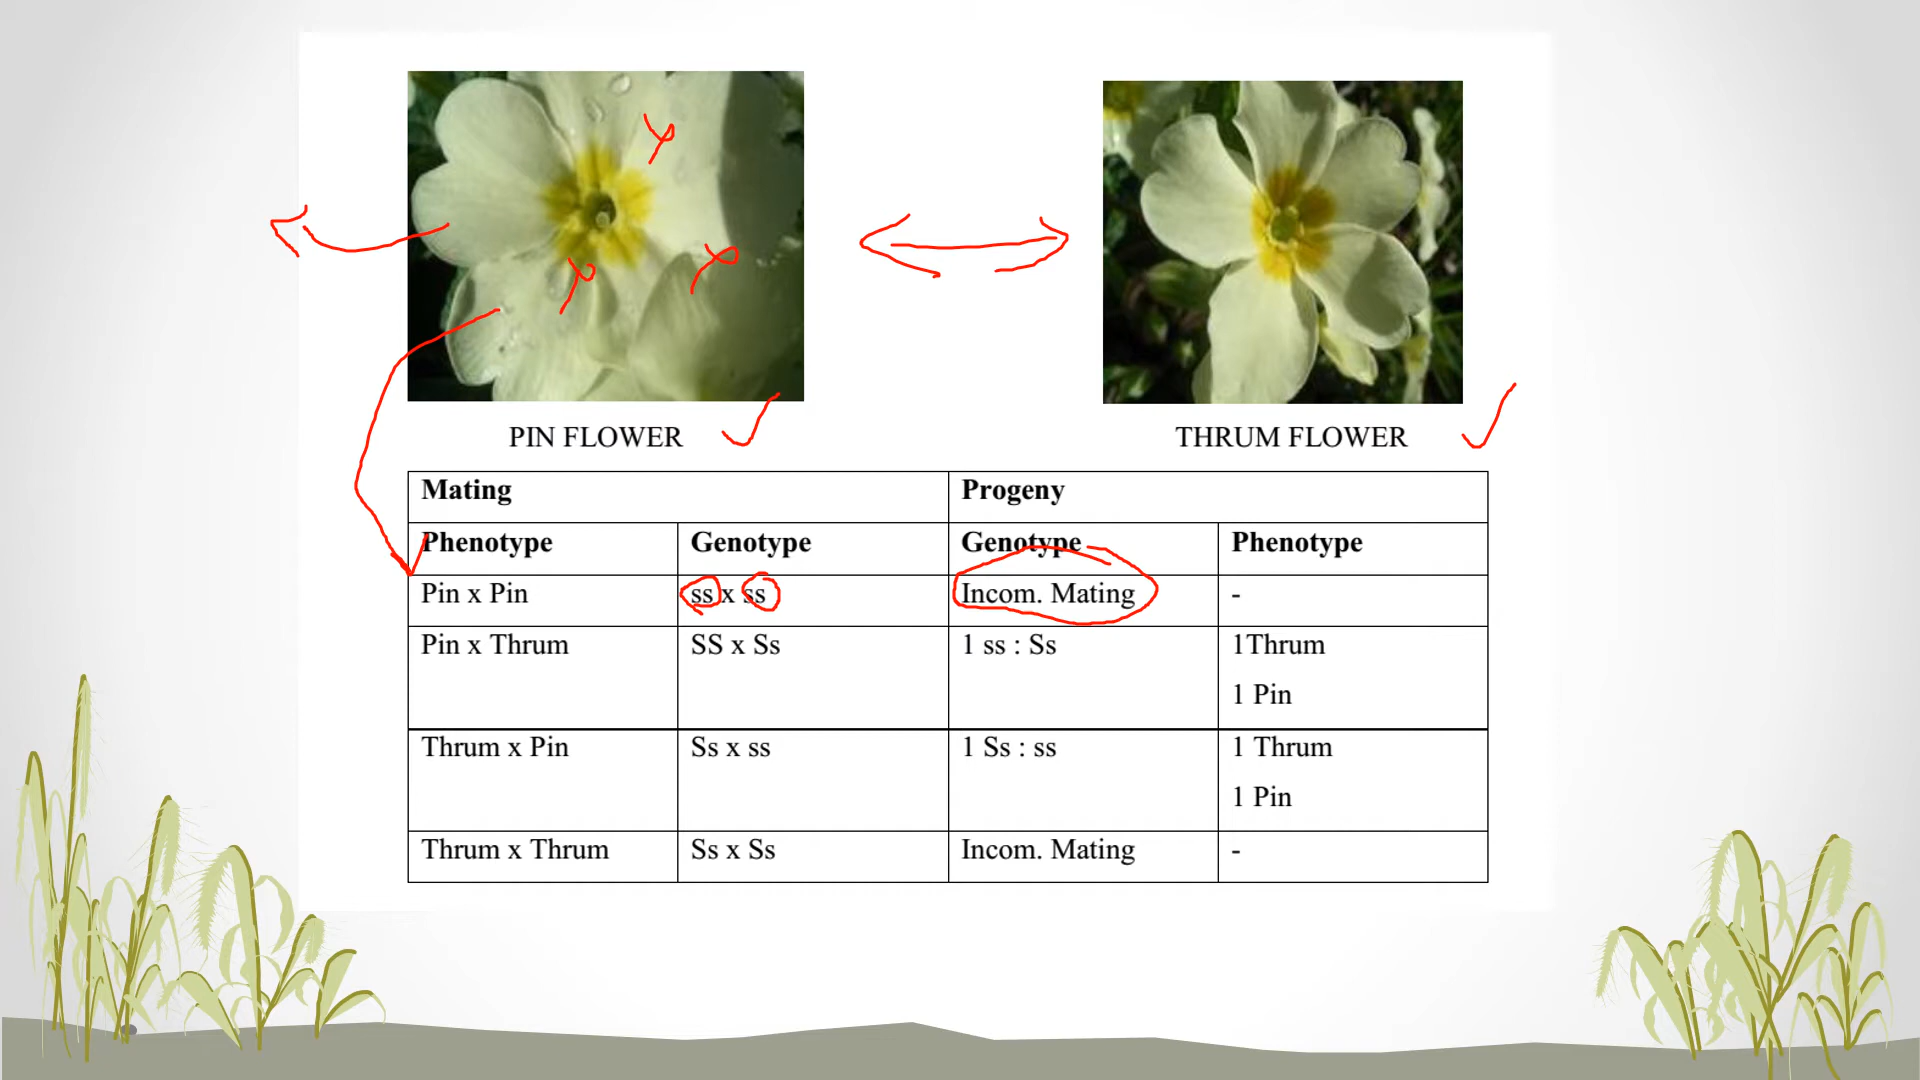 PIN FLOWER
THRUM FLOWER
Mating Progeny
Phenotype Genotype Genotype Phenotype
Pin x Pin ss x ss Incom. Mating -
Pin x Thrum SS x Ss 1 ss : Ss 1Thrum
1 Pin
Thrum x Pin Ss x ss 1 Ss : ss 1 Thrum
1 Pin
Thrum x Thrum Ss x Ss Incom. Mating -